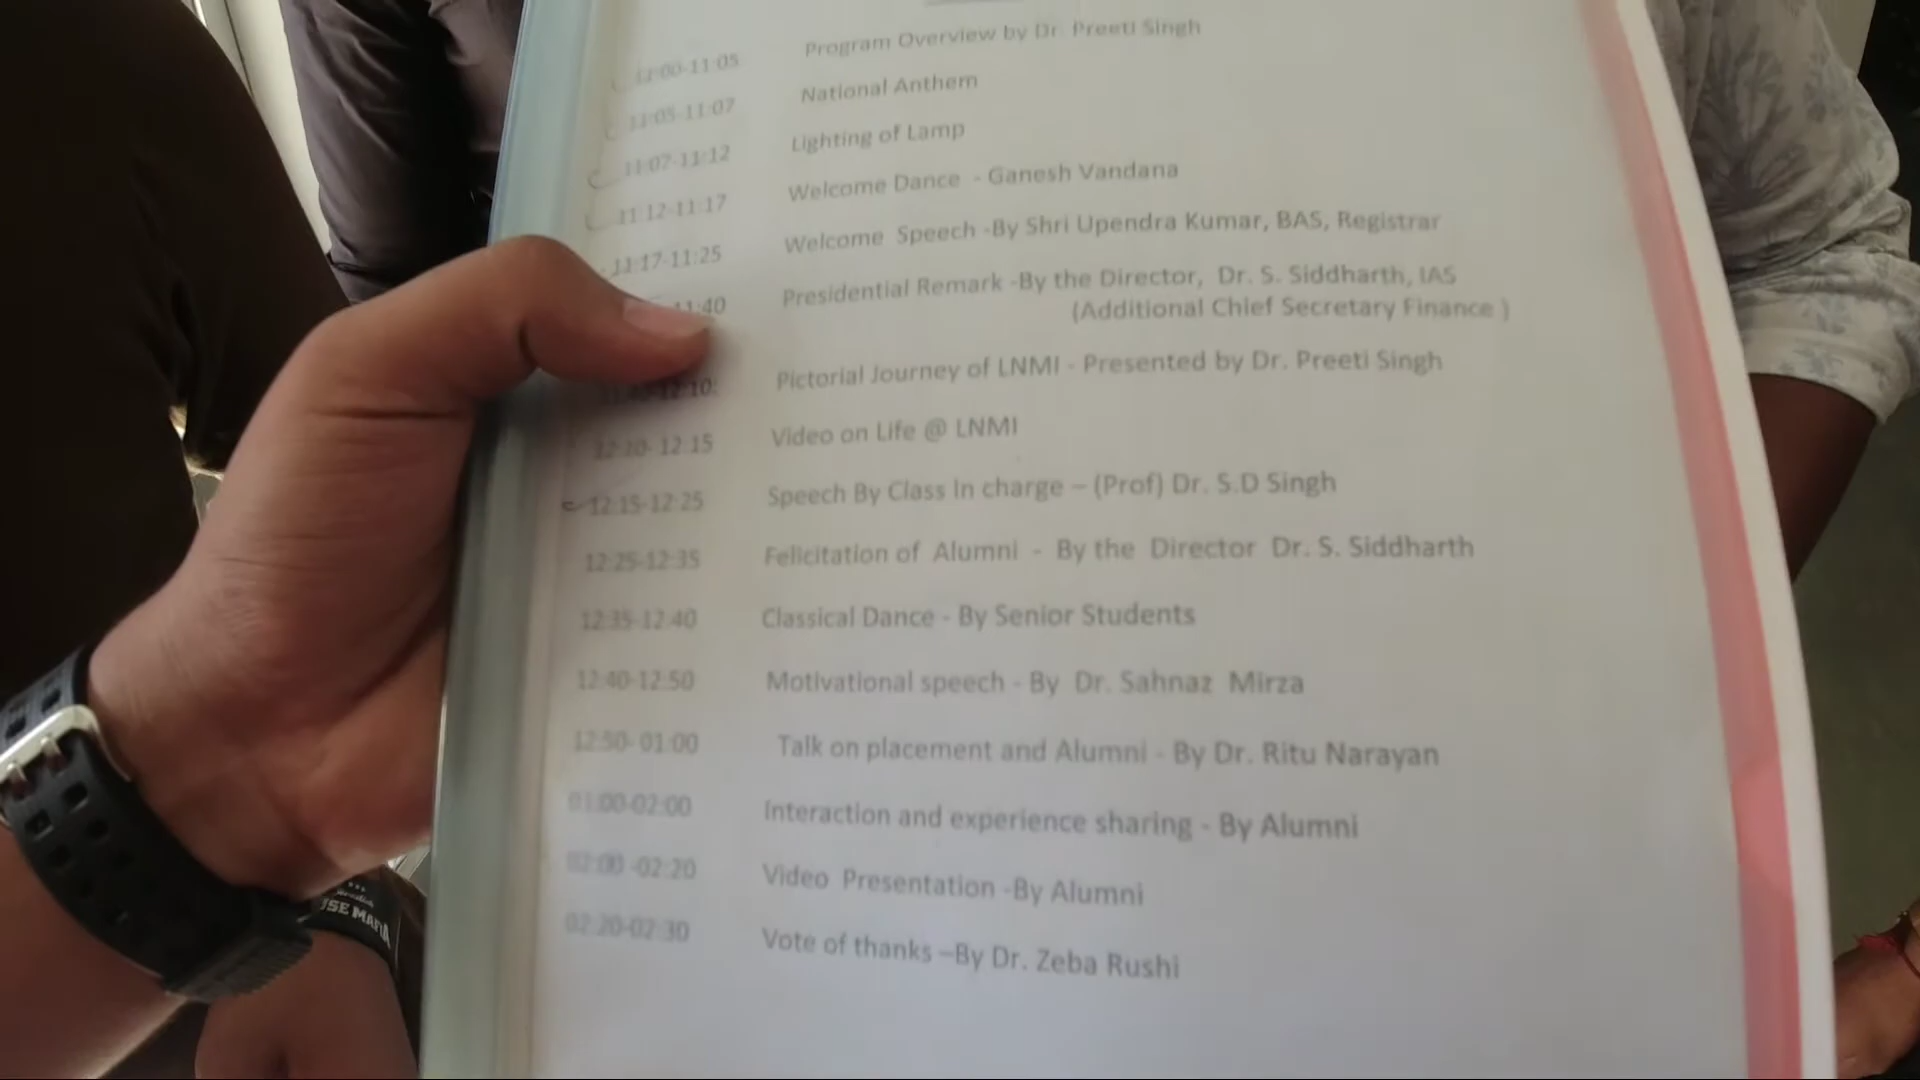 11:00-11:05 Program Overview by Dr. Preeti Singh
11:05-11:07 National Anthem
11:07-11:12 Lighting of Lamp
11:12-11:17 Welcome Dance - Ganesh Vandana
11:17-11:25 Welcome Speech -By Shri Upendra Kumar, BAS, Registrar
11:40 Presidential Remark -By the Director, Dr. S. Siddharth, IAS
(Additional Chief Secretary Finance )
12:10: Pictorial Journey of LNMI - Presented by Dr. Preeti Singh
12:10- 12:15 Video on Life @ LNMI
12:15-12:25 Speech By Class In charge – (Prof) Dr. S.D Singh
12:25-12:35 Felicitation of Alumni - By the Director Dr. S. Siddharth
12:35-12:40 Classical Dance - By Senior Students
12:40-12:50 Motivational speech - By Dr. Sahnaz Mirza
12:50- 01:00 Talk on placement and Alumni - By Dr. Ritu Narayan
01:00-02:00 Interaction and experience sharing - By Alumni
02:00 -02:20 Video Presentation -By Alumni
02:20-02:30 Vote of thanks –By Dr. Zeba Rushi